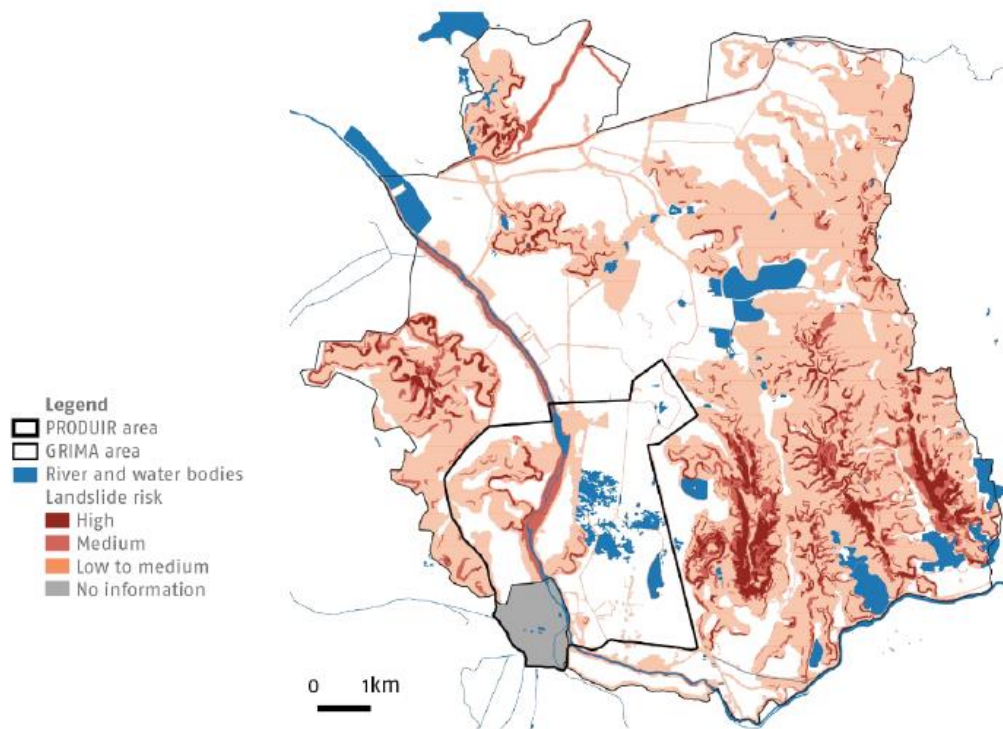 Legend
PRODUIR area
GRIMA area
River and water bodies
Landslide risk
High
Medium
Low to medium
No information
0 1km